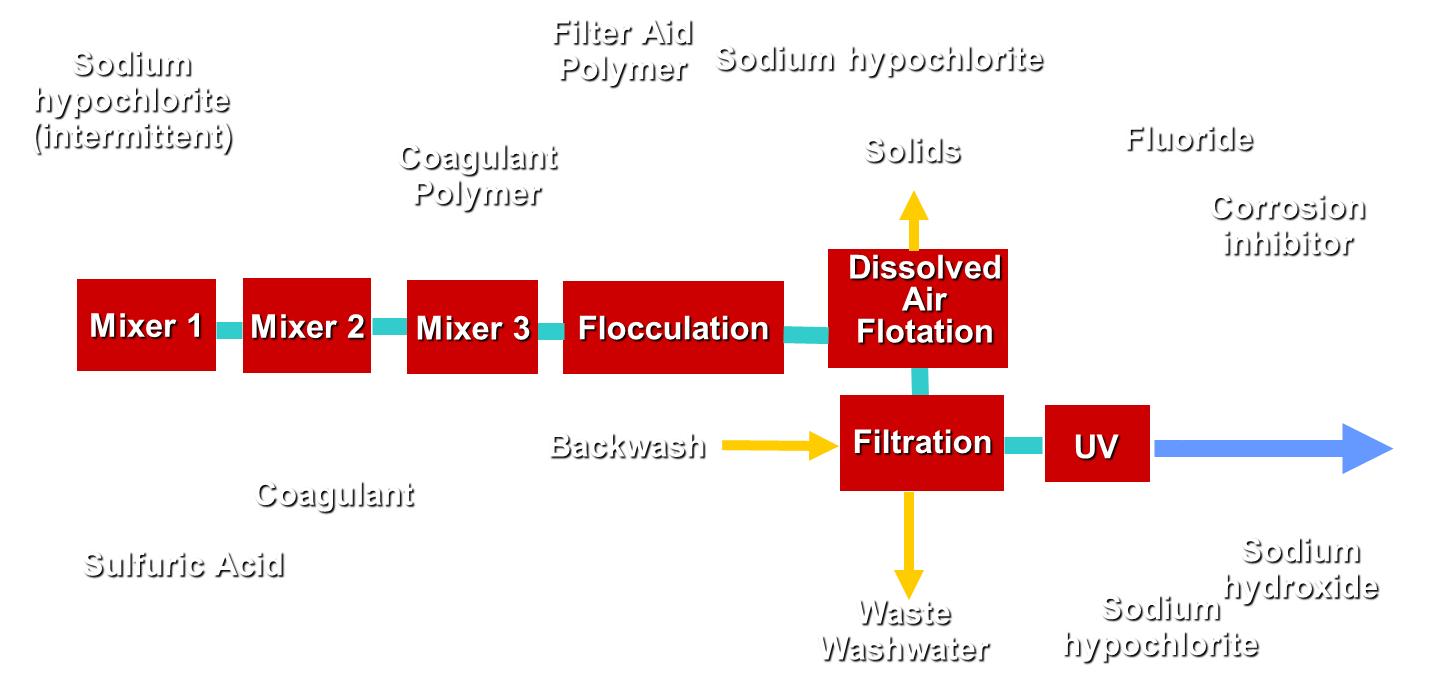 Filter Aid
Polymer
Sodium hypochlorite
Sodium
hypochlorite
(intermittent)
Coagulant
Polymer
Solids
Fluoride
Corrosion
inhibitor
Mixer 1
Mixer 2
Mixer 3
Flocculation
Dissolved
Air
Flotation
Backwash
Filtration
UV
Coagulant
Sulfuric Acid
Waste
Washwater
Sodium
hypochlorite
Sodium
hydroxide